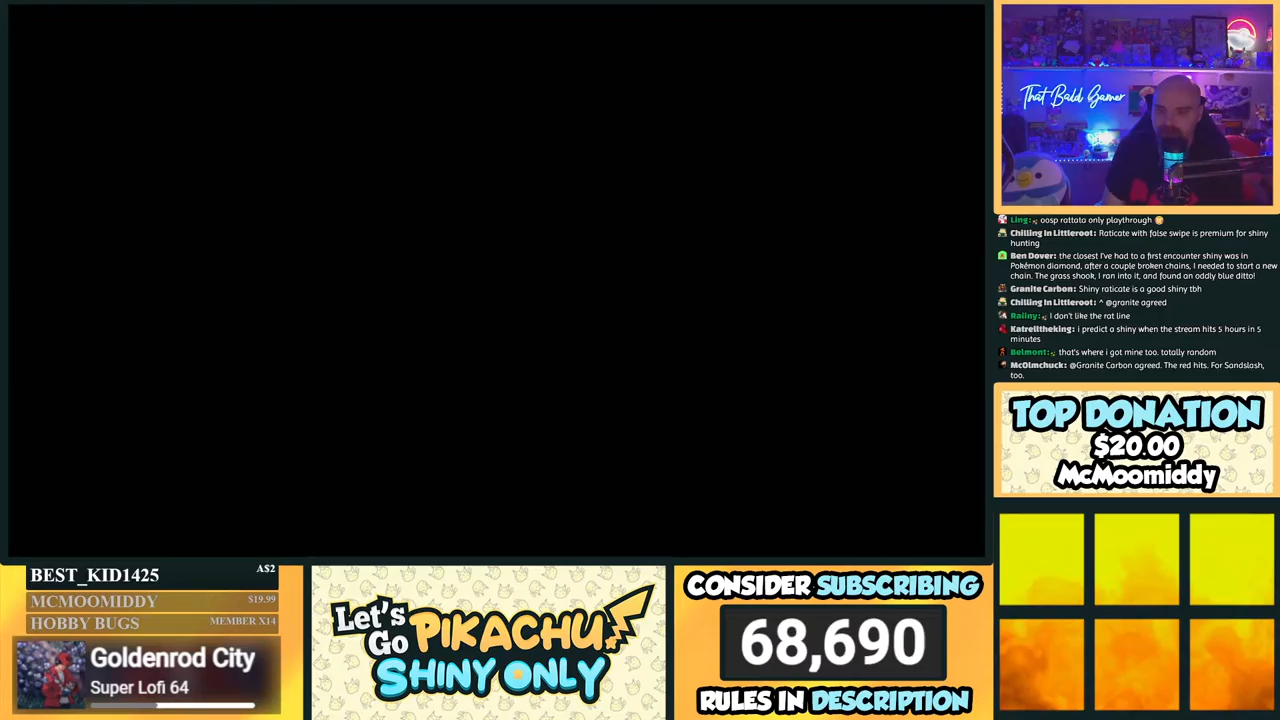 That Bald Gamer
Ling: oosp rattata only playthrough
Chilling In Littleroot: Raticate with false swipe is premium for shiny
hunting
Ben Dover: the closest I've had to a first encounter shiny was in
Pokémon diamond, after a couple broken chains, I needed to start a new
chain. The grass shook, I ran into it, and found an oddly blue ditto!
Granite Carbon: Shiny raticate is a good shiny tbh
Chilling In Littleroot: ^ @granite agreed
Railny: I don't like the rat line
Katrelltheking: i predict a shiny when the stream hits 5 hours in 5
minutes
Belmont: that's where i got mine too. totally random
McOlmchuck: @Granite Carbon agreed. The red hits. For Sandslash,
too.
TOP DONATION
$20.00
McMoomiddy
BEST_KID1425 A$2
MCMOOMIDDY $19.99
HOBBY BUGS MEMBER X14
Goldenrod City
Super Lofi 64
Let's
Go PIKACHU!
SHINY ONLY
CONSIDER SUBSCRIBING
68,690
RULES IN DESCRIPTION